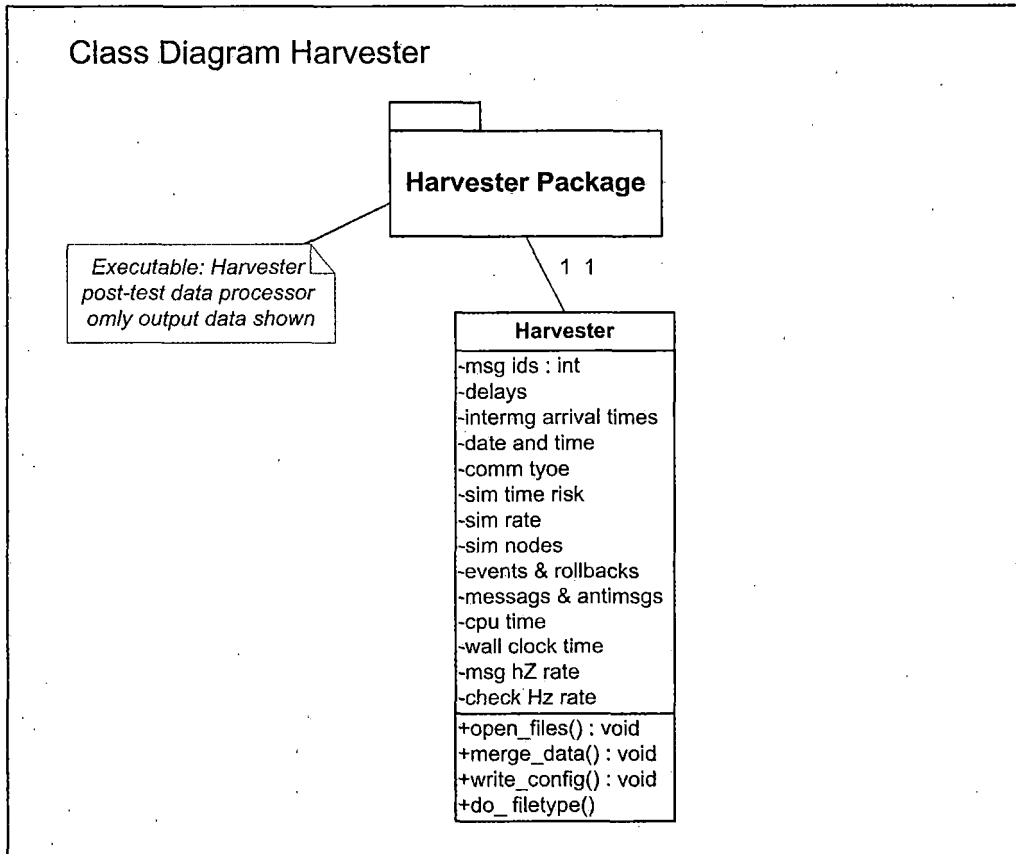 Class Diagram Harvester
Harvester Package
Executable: Harvester
post-test data processor
omly output data shown
1 1
Harvester
-msg ids : int
-delays
-intermg arrival times
-date and time
-comm tyoe
-sim time risk
-sim rate
-sim nodes
-events & rollbacks
-messags & antimsgs
-cpu time
-wall clock time
-msg hZ rate
-check Hz rate
+open_files() : void
+merge_data() : void
+write_config() : void
+do_ filetype()